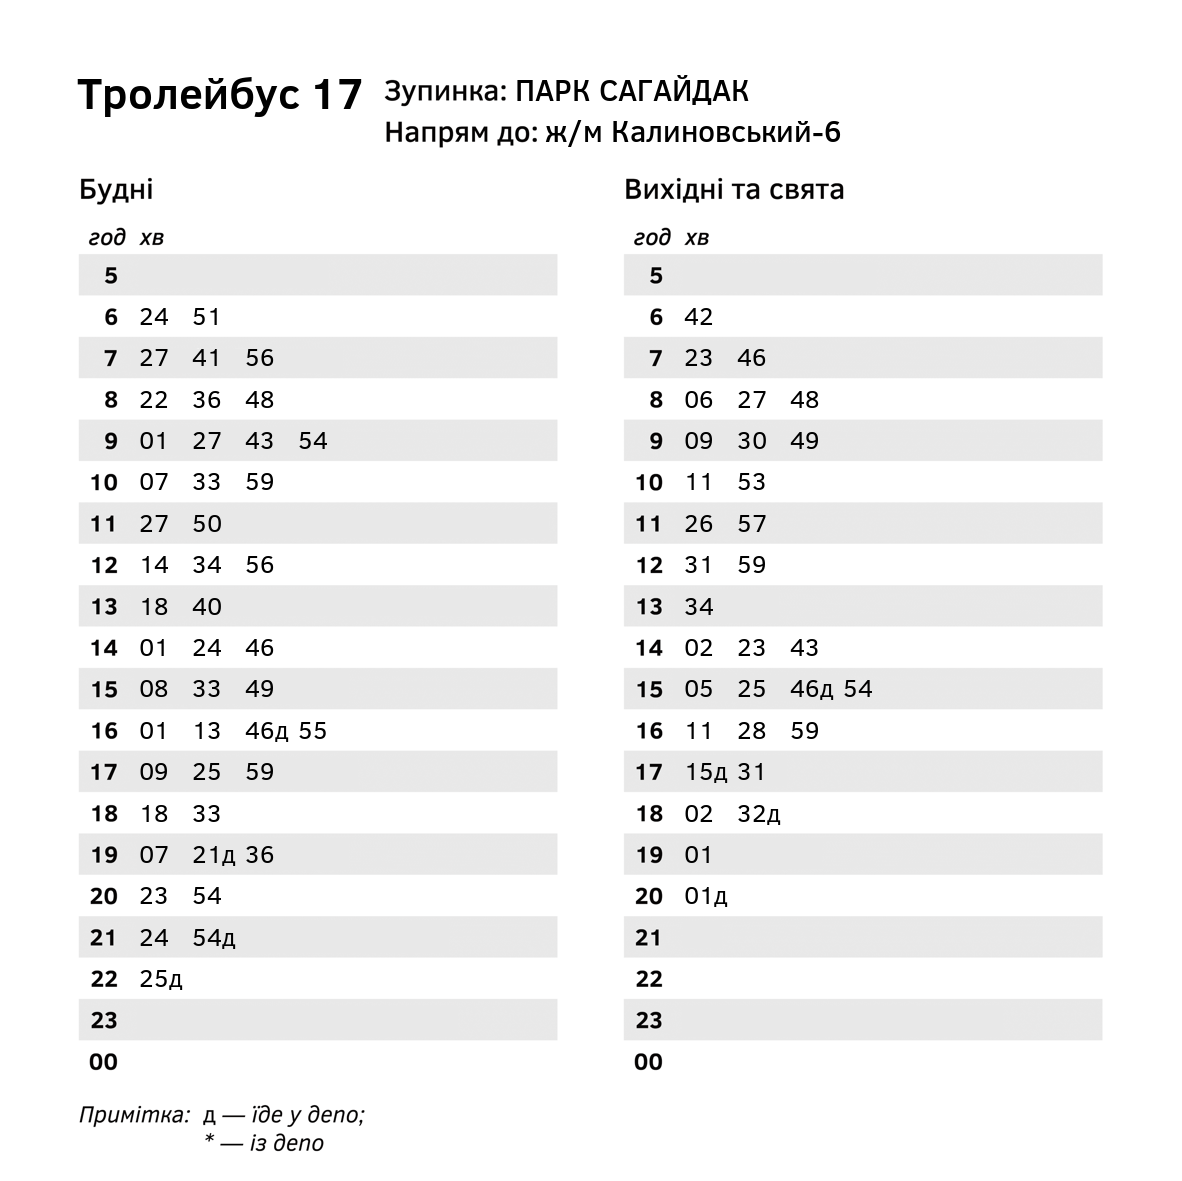 Тролейбус 17
Зупинка: ПАРК САГАЙДАК
Напрям до: ж/м Калиновський-6
Будні
год хв
5
6 24 51
7 27 41 56
8 22 36 48
9 01 27 43 54
10 07 33 59
11 27 50
12 14 34 56
13 18 40
14 01 24 46
15 08 33 49
16 01 13 46д 55
17 09 25 59
18 18 33
19 07 21д 36
20 23 54
21 24 54д
22 25д
23
00
Вихідні та свята
год хв
5
6 42
7 23 46
8 06 27 48
9 09 30 49
10 11 53
11 26 57
12 31 59
13 34
14 02 23 43
15 05 25 46д 54
16 11 28 59
17 15д 31
18 02 32д
19 01
20 01д
21
22
23
00
Примітка: д — їде у депо;
* — із депо